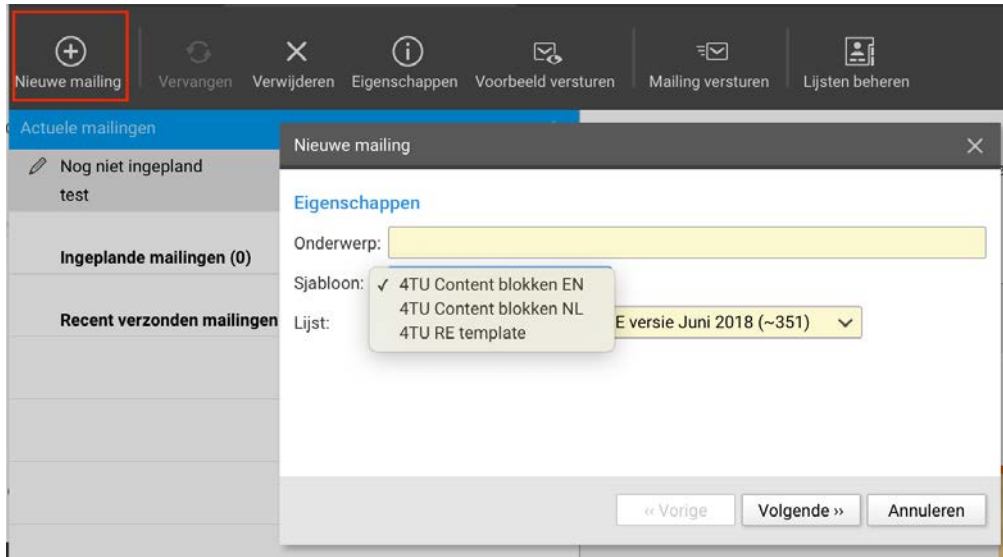 Nieuwe mailing
Vervangen
Verwijderen
Eigenschappen
Voorbeeld versturen
Mailing versturen
Lijsten beheren
Actuele mailingen
Nog niet ingepland
test
Ingeplande mailingen (0)
Recent verzonden mailingen
Nieuwe mailing
Eigenschappen
Onderwerp:
Sjabloon:
✓ 4TU Content blokken EN
4TU Content blokken NL
4TU RE template
Lijst:
E versie Juni 2018 (~351)
‹‹ Vorige
Volgende ››
Annuleren